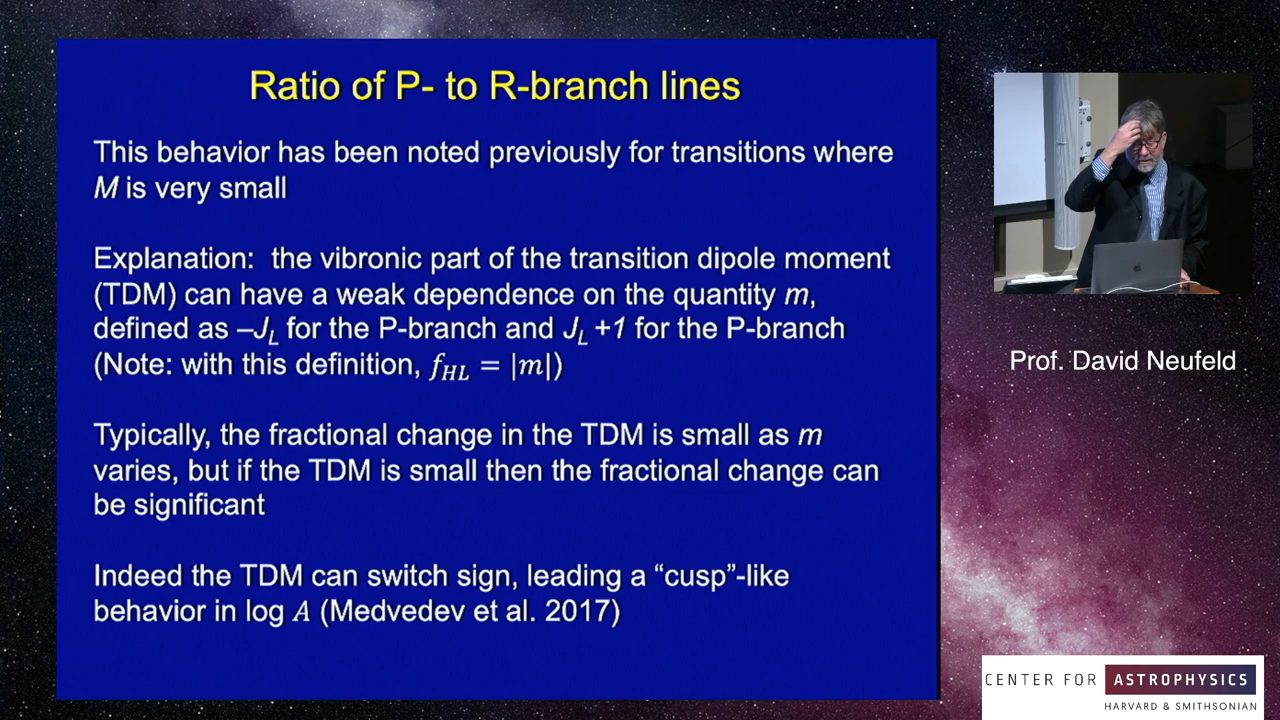 Ratio of P- to R-branch lines
This behavior has been noted previously for transitions where
M is very small
Explanation: the vibronic part of the transition dipole moment
(TDM) can have a weak dependence on the quantity m,
defined as –J_L for the P-branch and J_L +1 for the P-branch
(Note: with this definition, f_HL = |m|)
Typically, the fractional change in the TDM is small as m
varies, but if the TDM is small then the fractional change can
be significant
Indeed the TDM can switch sign, leading a “cusp”-like
behavior in log A (Medvedev et al. 2017)
Prof. David Neufeld
CENTER FOR ASTROPHYSICS
HARVARD & SMITHSONIAN